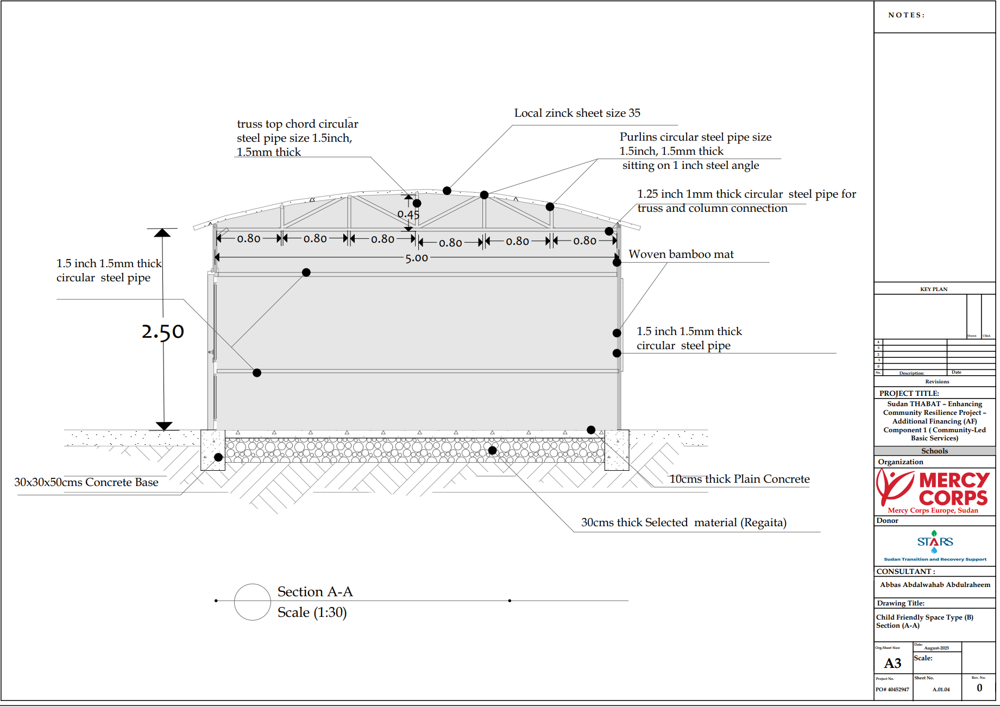 truss top chord circular
steel pipe size 1.5inch,
1.5mm thick
Local zinck sheet size 35
Purlins circular steel pipe size
1.5inch, 1.5mm thick
sitting on 1 inch steel angle
1.25 inch 1mm thick circular steel pipe for
truss and column connection
0.45
0.80
0.80
0.80
0.80
0.80
0.80
5.00
Woven bamboo mat
1.5 inch 1.5mm thick
circular steel pipe
2.50
1.5 inch 1.5mm thick
circular steel pipe
30x30x50cms Concrete Base
10cms thick Plain Concrete
30cms thick Selected material (Regaita)
Section A-A
Scale (1:30)
NOTES:
KEY PLAN
Drawn Chkd.
4
3
2
1
0
No. Description: Date
Revisions
PROJECT TITLE:
Sudan THABAT – Enhancing
Community Resilience Project –
Additional Financing (AF)
Component 1 ( Community-Led
Basic Services)
Schools
Organization
MERCY
CORPS
Mercy Corps Europe, Sudan
Donor
STARS
Sudan Transition and Recovery Support
CONSULTANT :
Abbas Abdalwahab Abdulraheem
Drawing Title:
Child Friendly Space Type (B)
Section (A-A)
Org.Sheet Size:
A3
Date:
August-2025
Scale:
Project No.
PO# 40452947
Sheet No.
A.01.04
Rev. No.
0